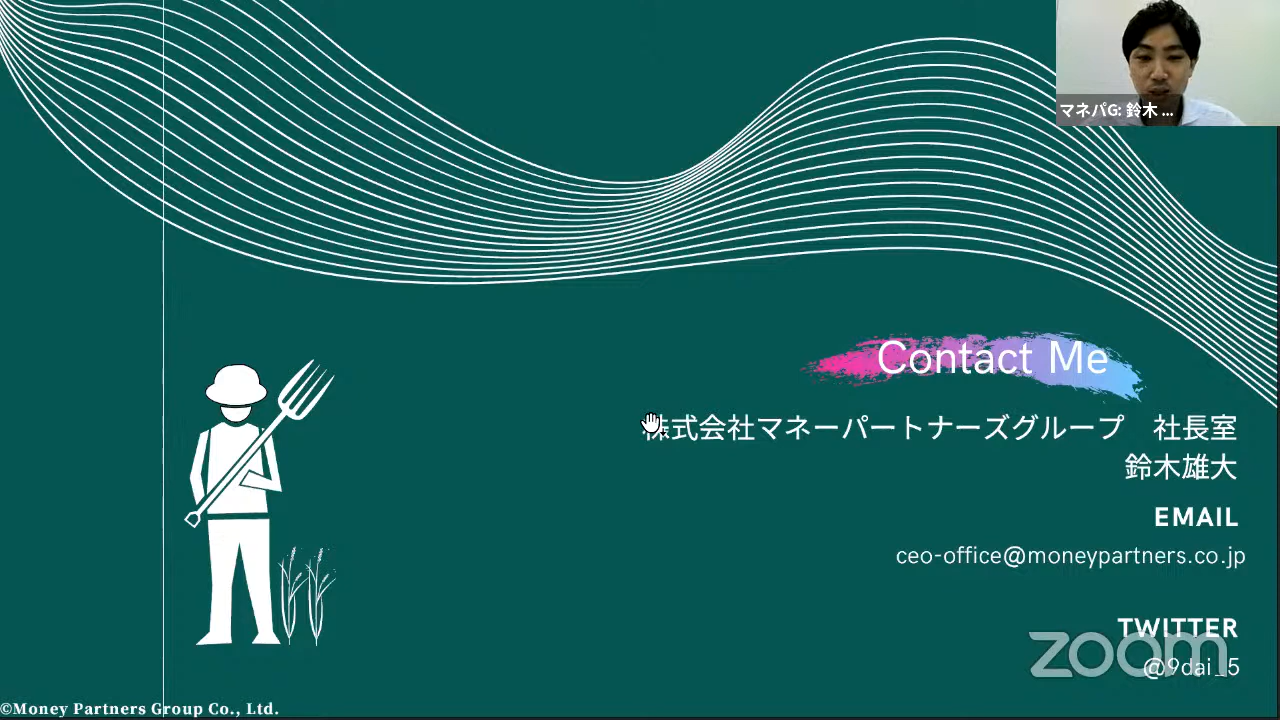 マネパG: 鈴木 ...
Contact Me
株式会社マネーパートナーズグループ　社長室
鈴木雄大
EMAIL
ceo-office@moneypartners.co.jp
TWITTER
zoom
@9dai_5
©Money Partners Group Co., Ltd.